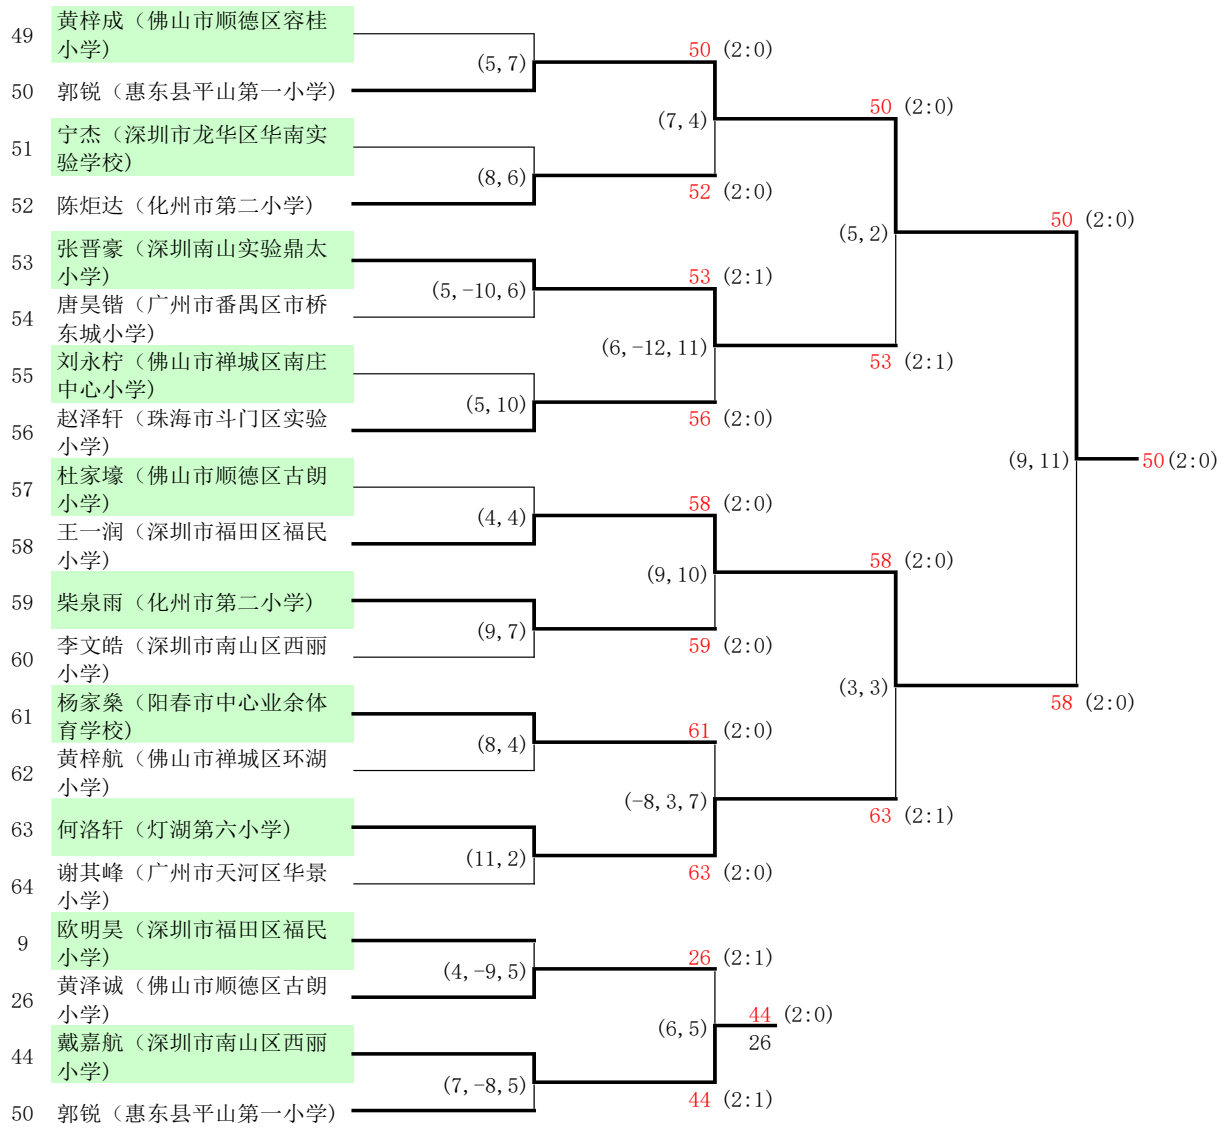 49
黄梓成（佛山市顺德区容桂
小学)
(5,7)
50 (2:0)
50 郭锐（惠东县平山第一小学)
(7,4)
50 (2:0)
51
宁杰（深圳市龙华区华南实
验学校)
(8,6)
52 (2:0)
52 陈炬达（化州市第二小学)
(5,2)
50 (2:0)
53
张晋豪（深圳南山实验鼎太
小学)
(5,-10,6)
53 (2:1)
54
唐昊锴（广州市番禺区市桥
东城小学)
(6,-12,11)
53 (2:1)
55
刘永柠（佛山市禅城区南庄
中心小学)
(5,10)
56 (2:0)
56
赵泽轩（珠海市斗门区实验
小学)
(9,11)
50(2:0)
57
杜家壕（佛山市顺德区古朗
小学)
(4,4)
58 (2:0)
58
王一润（深圳市福田区福民
小学)
(9,10)
58 (2:0)
59 柴泉雨（化州市第二小学)
(9,7)
59 (2:0)
60
李文皓（深圳市南山区西丽
小学)
(3,3)
58 (2:0)
61
杨家燊（阳春市中心业余体
育学校)
(8,4)
61 (2:0)
62
黄梓航（佛山市禅城区环湖
小学)
(-8,3,7)
63 (2:1)
63 何洛轩（灯湖第六小学)
(11,2)
63 (2:0)
64
谢其峰（广州市天河区华景
小学)
9
欧明昊（深圳市福田区福民
小学)
(4,-9,5)
26 (2:1)
26
黄泽诚（佛山市顺德区古朗
小学)
(6,5)
44 (2:0)
26
44
戴嘉航（深圳市南山区西丽
小学)
(7,-8,5)
44 (2:1)
50 郭锐（惠东县平山第一小学)